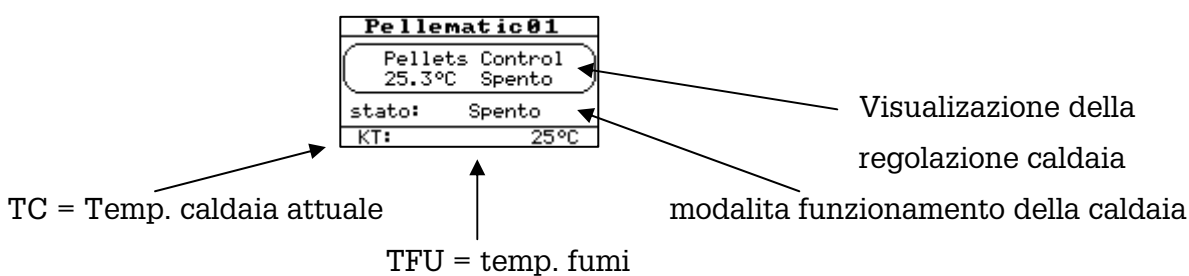 Pellematic01
Pellets Control
25.3°C Spento
stato: Spento
KT: 25°C
Visualizazione della
regolazione caldaia
TC = Temp. caldaia attuale
modalita funzionamento della caldaia
TFU = temp. fumi